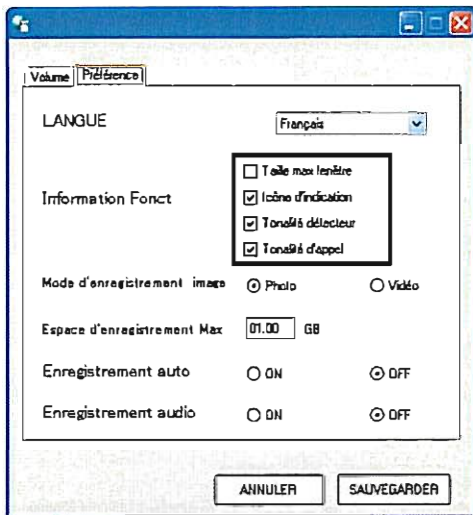 Volume Préférence
LANGUE Français
Taille max fenêtre
Information Fonct Icône d'indication
Tonalité détecteur
Tonalité d'appel
Mode d'enregistrement image Photo Vidéo
Espace d'enregistrement Max 01.00 GB
Enregistrement auto ON OFF
Enregistrement audio ON OFF
ANNULER SAUVEGARDER